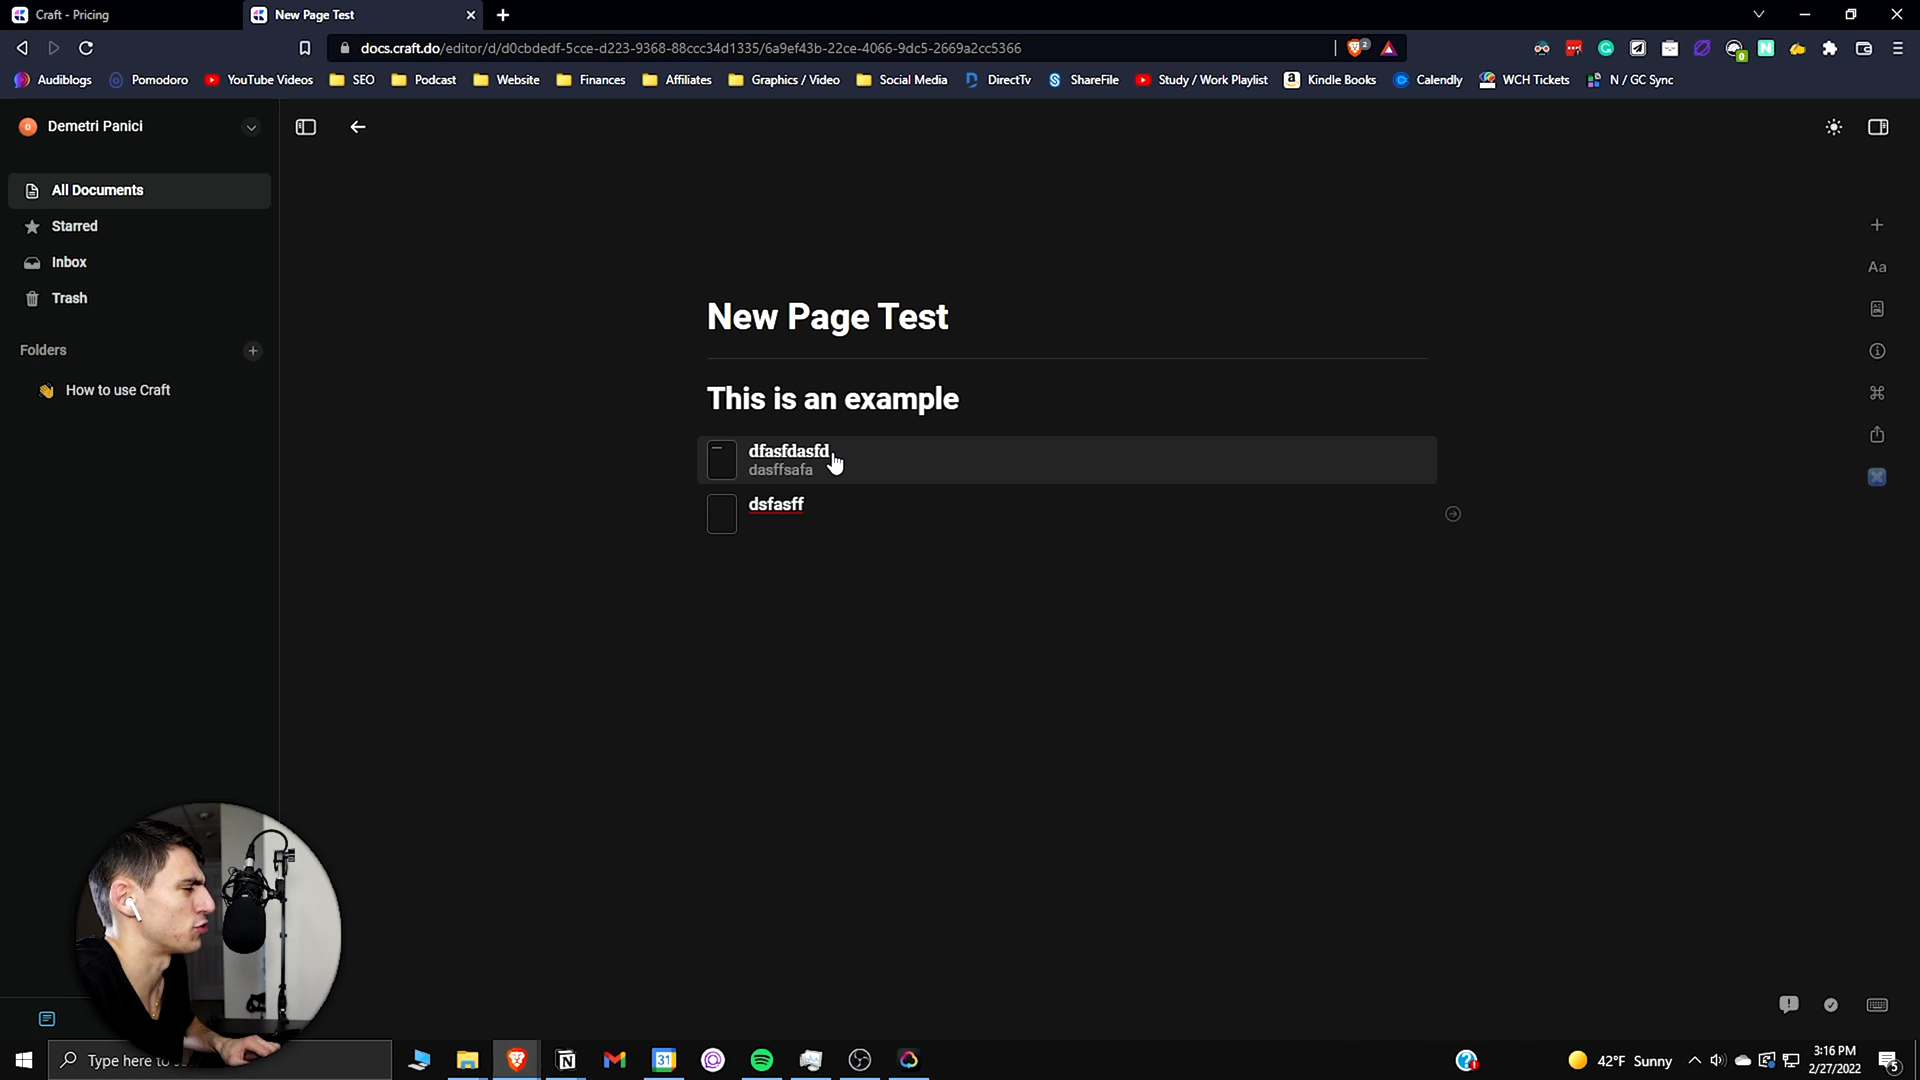 Craft - Pricing
New Page Test
docs.craft.do/editor/d/d0cbdedf-5cce-d223-9368-88ccc34d1335/6a9ef43b-22ce-4066-9dc5-2669a2cc5366
2
0
Audiblogs
Pomodoro
YouTube Videos
SEO
Podcast
Website
Finances
Affiliates
Graphics / Video
Social Media
DirectTv
ShareFile
Study / Work Playlist
Kindle Books
Calendly
WCH Tickets
N / GC Sync
Demetri Panici
All Documents
Starred
Inbox
Trash
Folders
How to use Craft
New Page Test
This is an example
dfasfdasfd
dasffsafa
dsfasff
Aa
Type here to
31
42°F Sunny
3:16 PM
2/27/2022
5